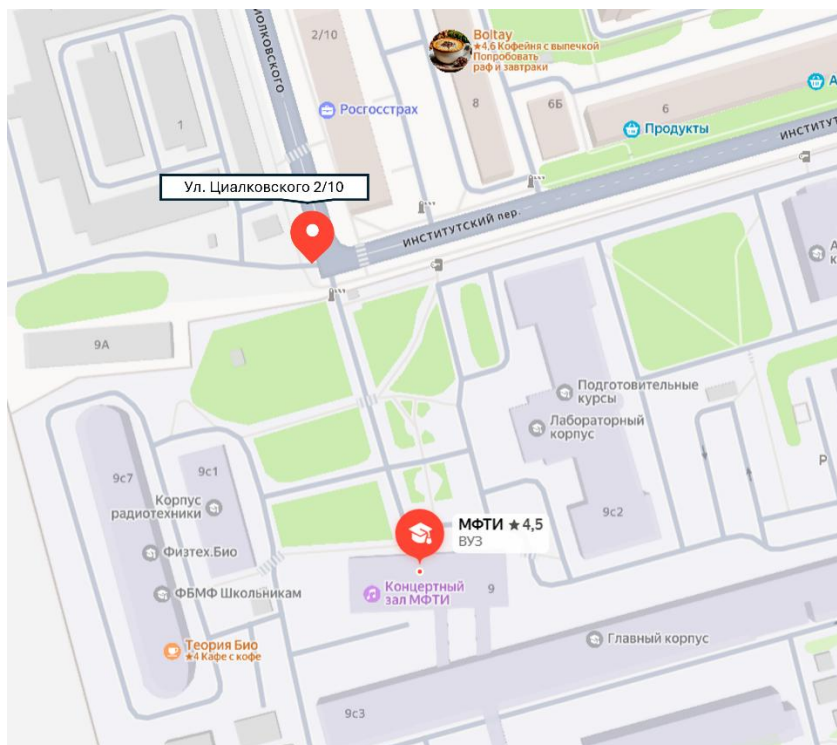 иолковского
2/10
Boltay
★4,6 Кофейня с выпечкой
Попробовать
раф и завтраки
8
6Б
6
А
Росгосстрах
1
Продукты
ИНСТИТУТ
Ул. Циалковского 2/10
ИНСТИТУТСКИЙ пер.
А
к
9А
Подготовительные
курсы
Лабораторный
корпус
9с7
9с1
Р
Корпус
радиотехники
9с2
МФТИ ★ 4,5
ВУЗ
Физтех.Био
ФБМФ Школьникам
Концертный
зал МФТИ
9
Теория Био
★4 Кафе с кофе
Главный корпус
9с3